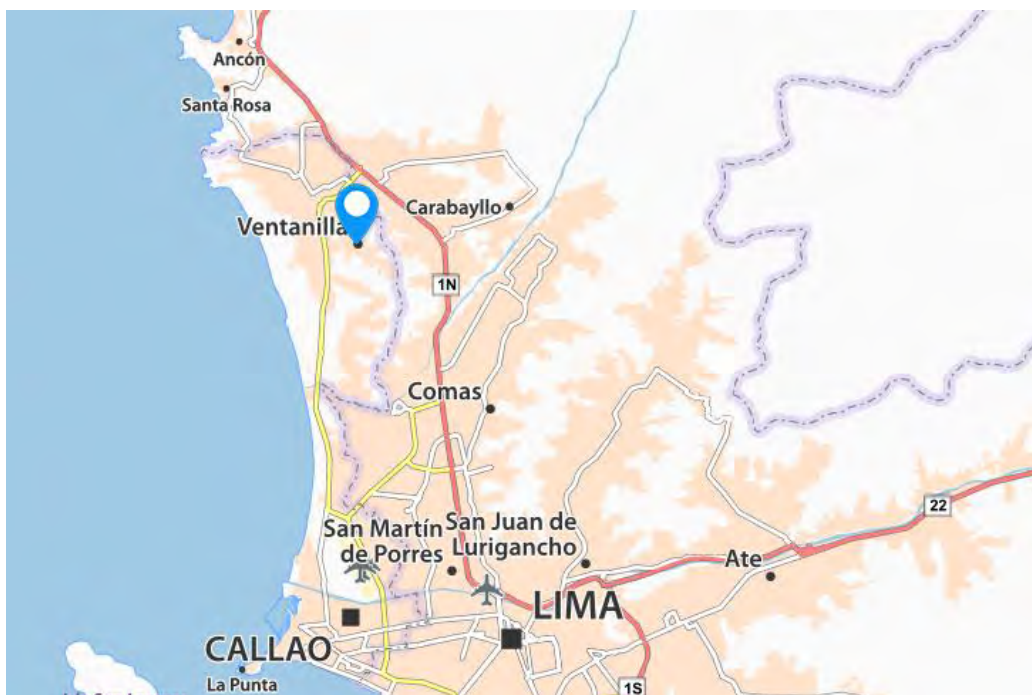 Ancón
Santa Rosa
Carabayllo
Ventanilla
1N
Comas
22
San Martín
de Porres
San Juan de
Lurigancho
Ate
LIMA
CALLAO
La Punta
1S